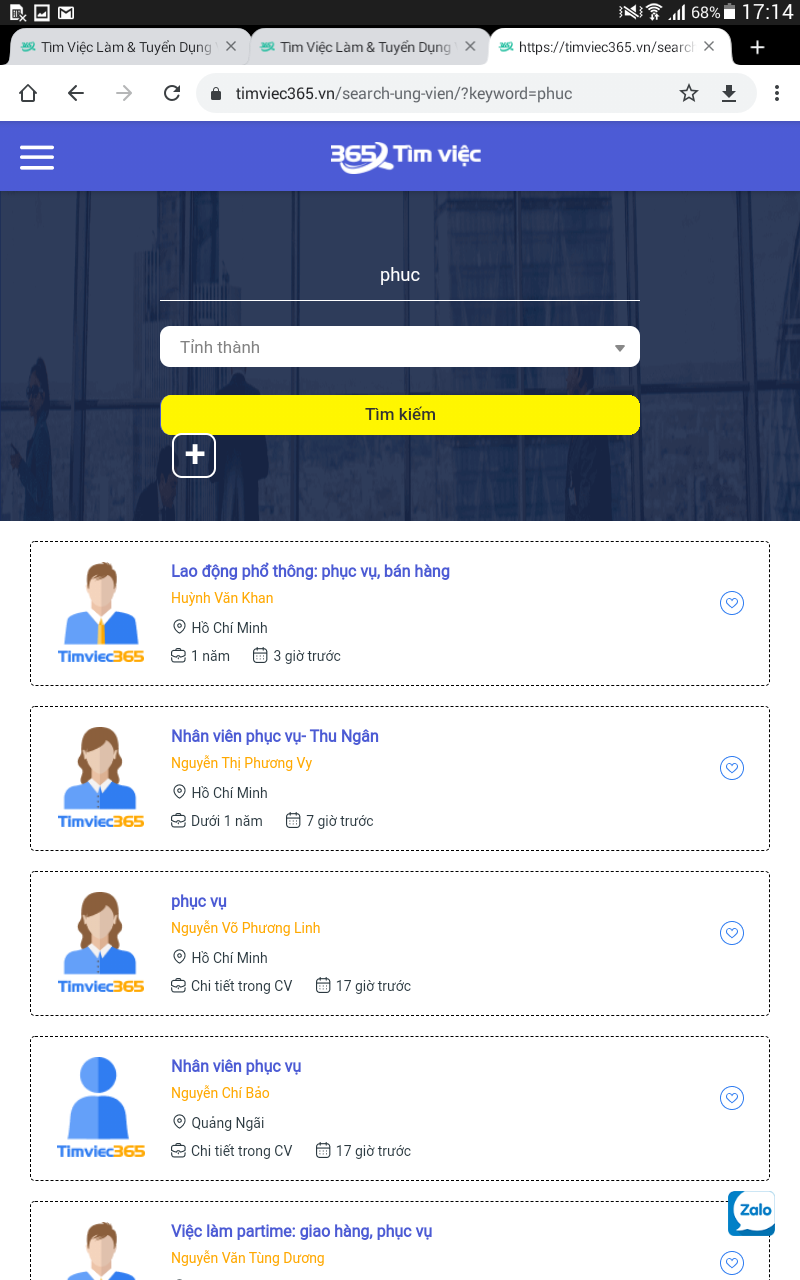 68% 17:14
Tìm Việc Làm & Tuyển Dụng
Tìm Việc Làm & Tuyển Dụng
https://timviec365.vn/searc
timviec365.vn/search-ung-vien/?keyword=phuc
365 Tìm việc
phuc
Tỉnh thành
Tìm kiếm
Lao động phổ thông: phục vụ, bán hàng
Huỳnh Văn Khan
Hồ Chí Minh
Timviec365
1 năm 3 giờ trước
Nhân viên phục vụ- Thu Ngân
Nguyễn Thị Phương Vy
Hồ Chí Minh
Timviec365
Dưới 1 năm 7 giờ trước
phục vụ
Nguyễn Võ Phương Linh
Hồ Chí Minh
Timviec365
Chi tiết trong CV 17 giờ trước
Nhân viên phục vụ
Nguyễn Chí Bảo
Quảng Ngãi
Timviec365
Chi tiết trong CV 17 giờ trước
Zalo
Việc làm partime: giao hàng, phục vụ
Nguyễn Văn Tùng Dương